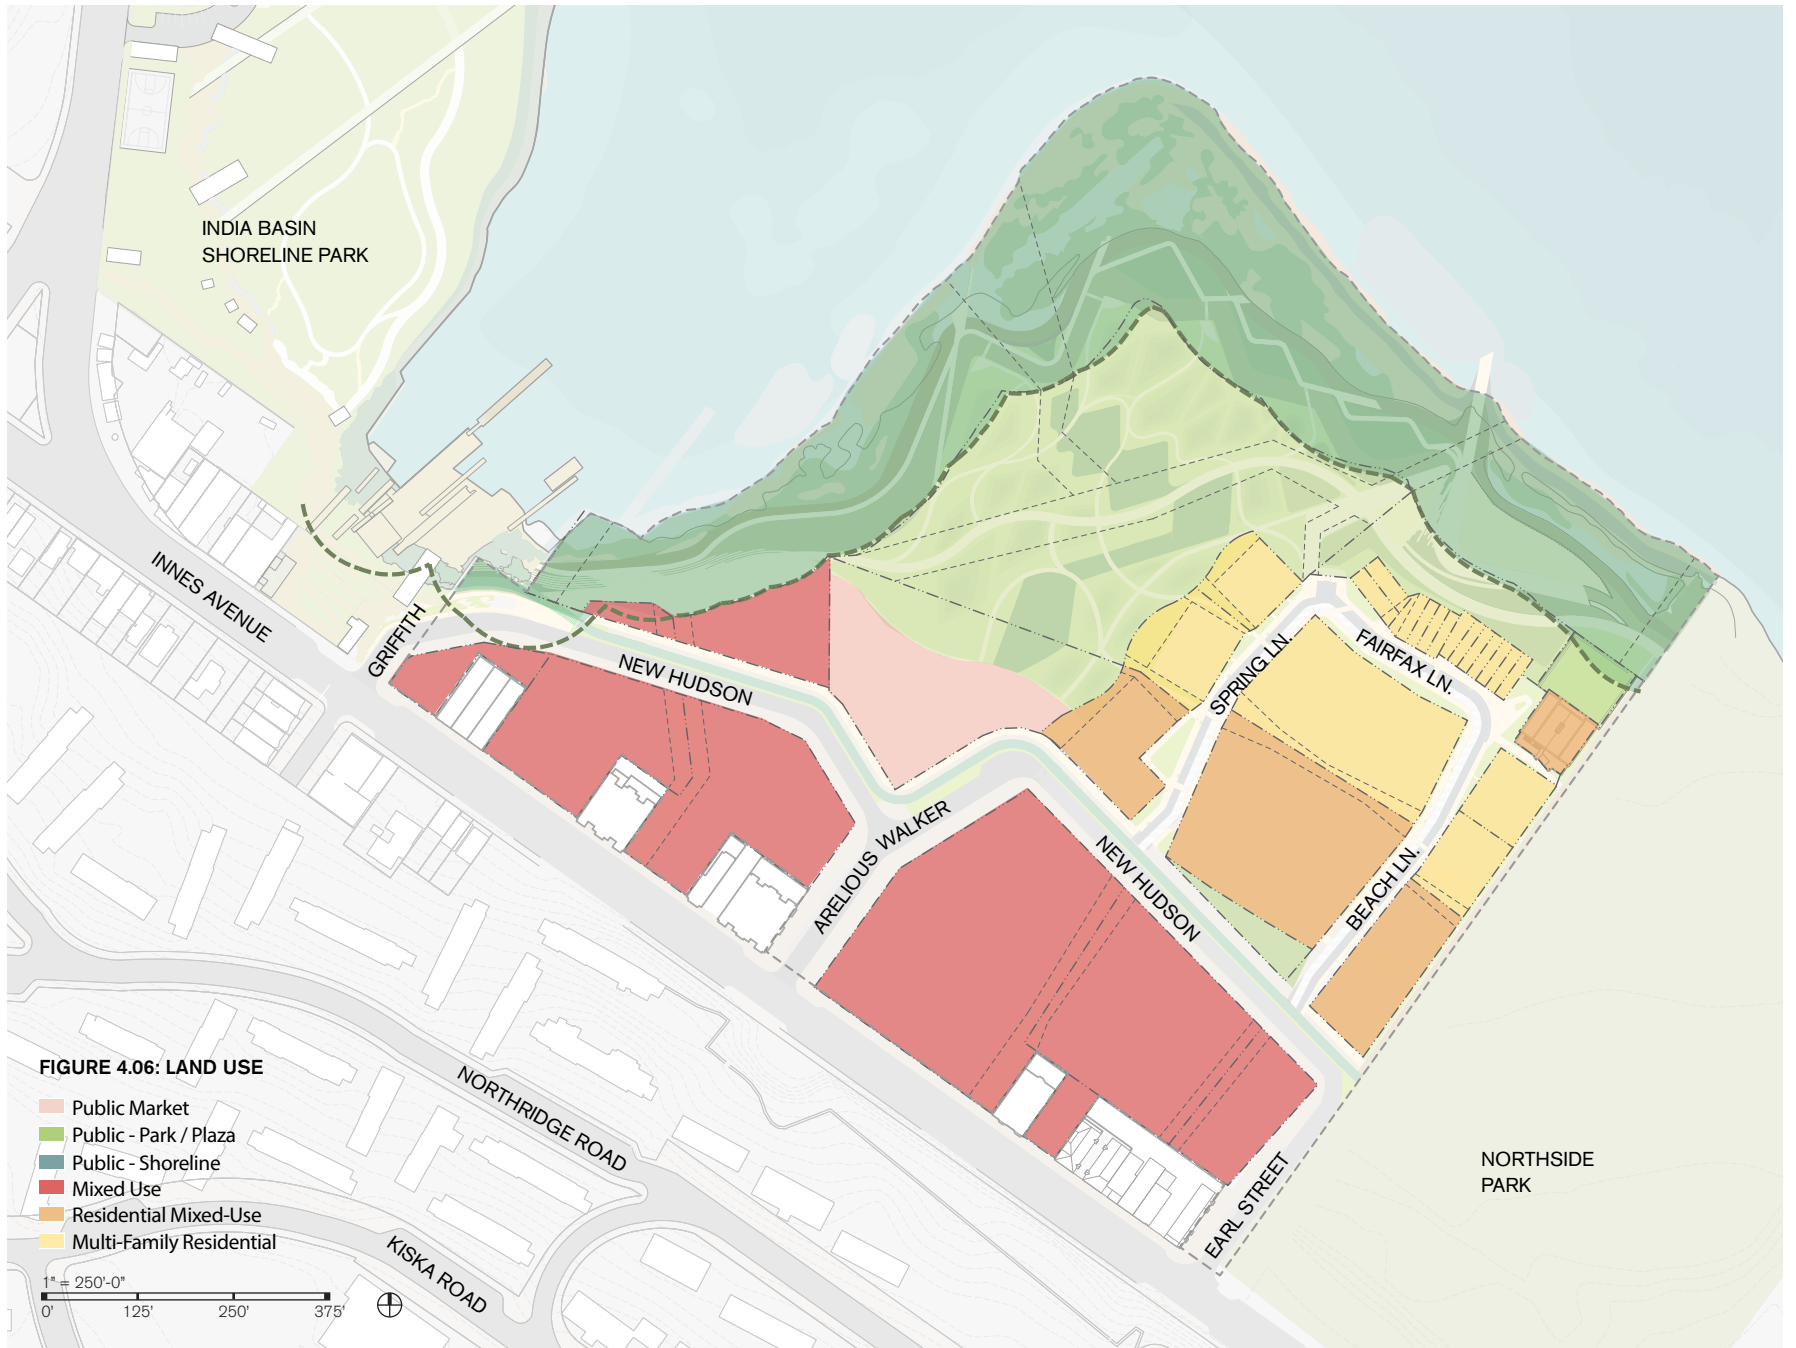 INDIA BASIN
SHORELINE PARK
INNES AVENUE
GRIFFITH
NEW HUDSON
SPRING LN.
FAIRFAX LN.
ARELIOUS WALKER
NEW HUDSON
BEACH LN.
FIGURE 4.06: LAND USE
Public Market
Public - Park / Plaza
Public - Shoreline
Mixed Use
Residential Mixed-Use
Multi-Family Residential
1" = 250'-0"
0' 125' 250' 375'
NORTHRIDGE ROAD
KISKA ROAD
EARL STREET
NORTHSIDE
PARK